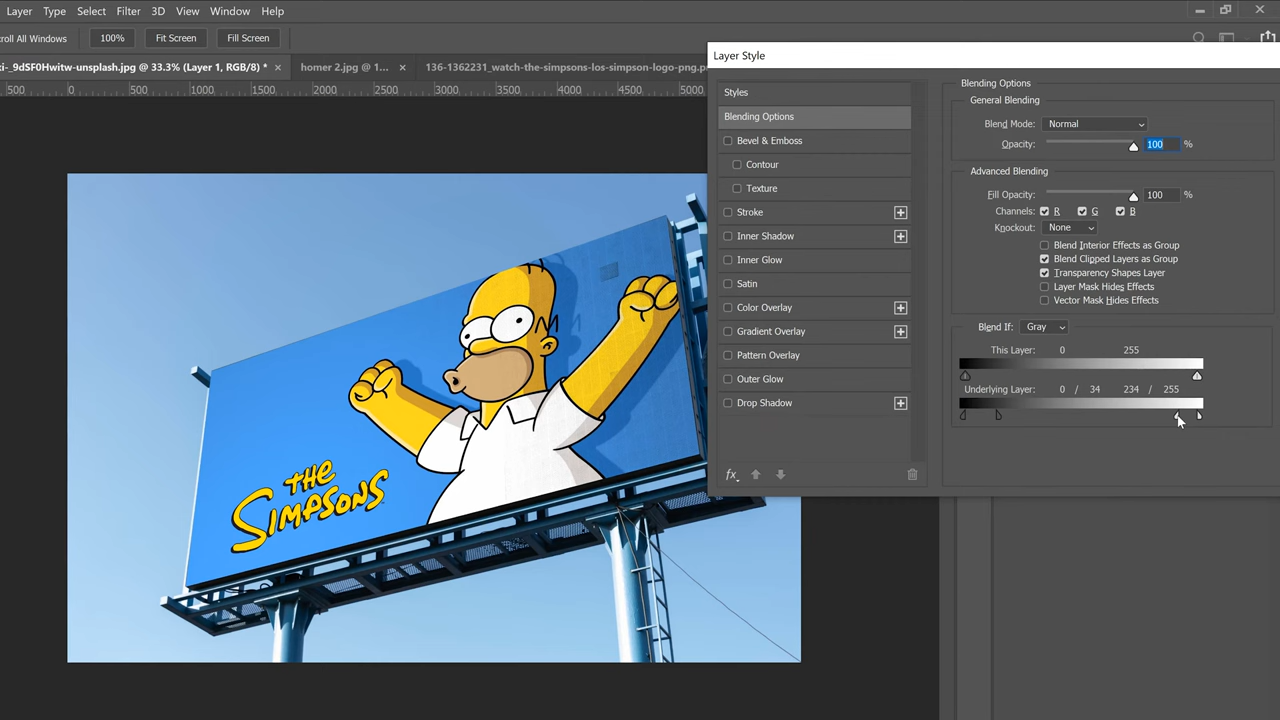 Layer Type Select Filter 3D View Window Help
roll All Windows 100% Fit Screen Fill Screen
ki-_9dSF0Hwitw-unsplash.jpg @ 33.3% (Layer 1, RGB/8) * × homer 2.jpg @ 1... × 136-1362231_watch-the-simpsons-los-simpson-logo-png.p
500 0 500 1000 1500 2000 2500 3000 3500 4000 4500 5000
THE
SIMPSONS
Layer Style
Styles
Blending Options
Bevel & Emboss
Contour
Texture
Stroke
Inner Shadow
Inner Glow
Satin
Color Overlay
Gradient Overlay
Pattern Overlay
Outer Glow
Drop Shadow
fx
Blending Options
General Blending
Blend Mode: Normal
Opacity: 100 %
Advanced Blending
Fill Opacity: 100 %
Channels: R G B
Knockout: None
Blend Interior Effects as Group
Blend Clipped Layers as Group
Transparency Shapes Layer
Layer Mask Hides Effects
Vector Mask Hides Effects
Blend If: Gray
This Layer: 0 255
Underlying Layer: 0 / 34 234 / 255